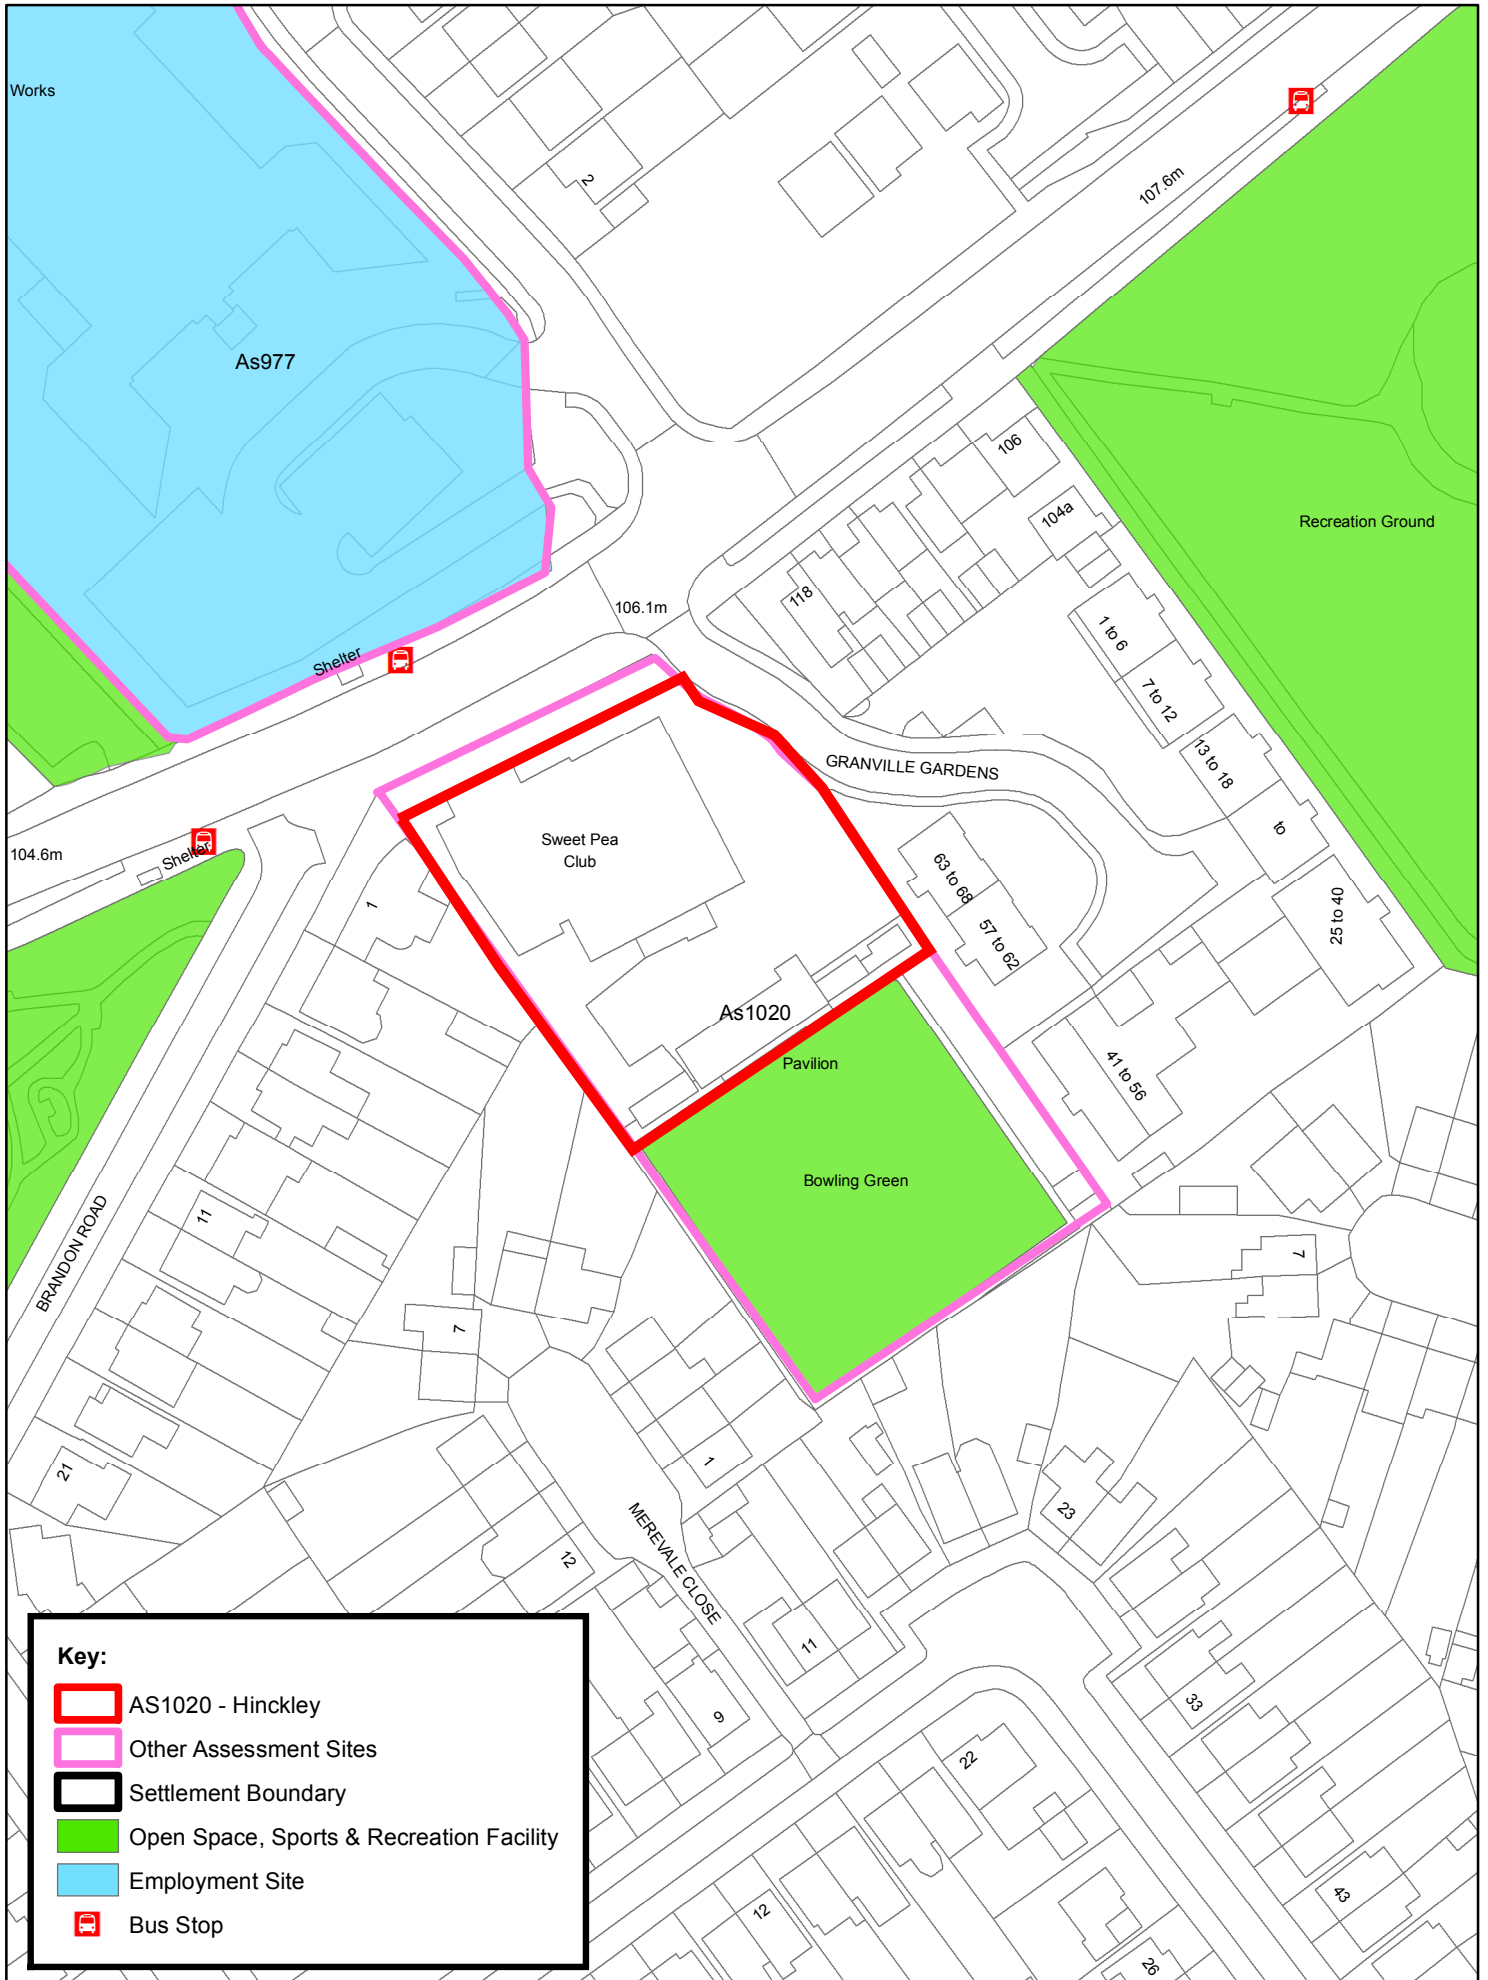 Works
2
107.6m
As977
106
104a
Recreation Ground
118
106.1m
1 to 6
Shelter
7 to 12
13 to 18
GRANVILLE GARDENS
to
Sweet Pea
Club
104.6m
Shelter
63 to 68
1
25 to 40
57 to 62
As1020
Pavilion
41 to 56
Bowling Green
11
BRANDON ROAD
7
7
1
21
23
MEREVALE CLOSE
12
11
33
9
22
43
12
26
Key:
AS1020 - Hinckley
Other Assessment Sites
Settlement Boundary
Open Space, Sports & Recreation Facility
Employment Site
Bus Stop